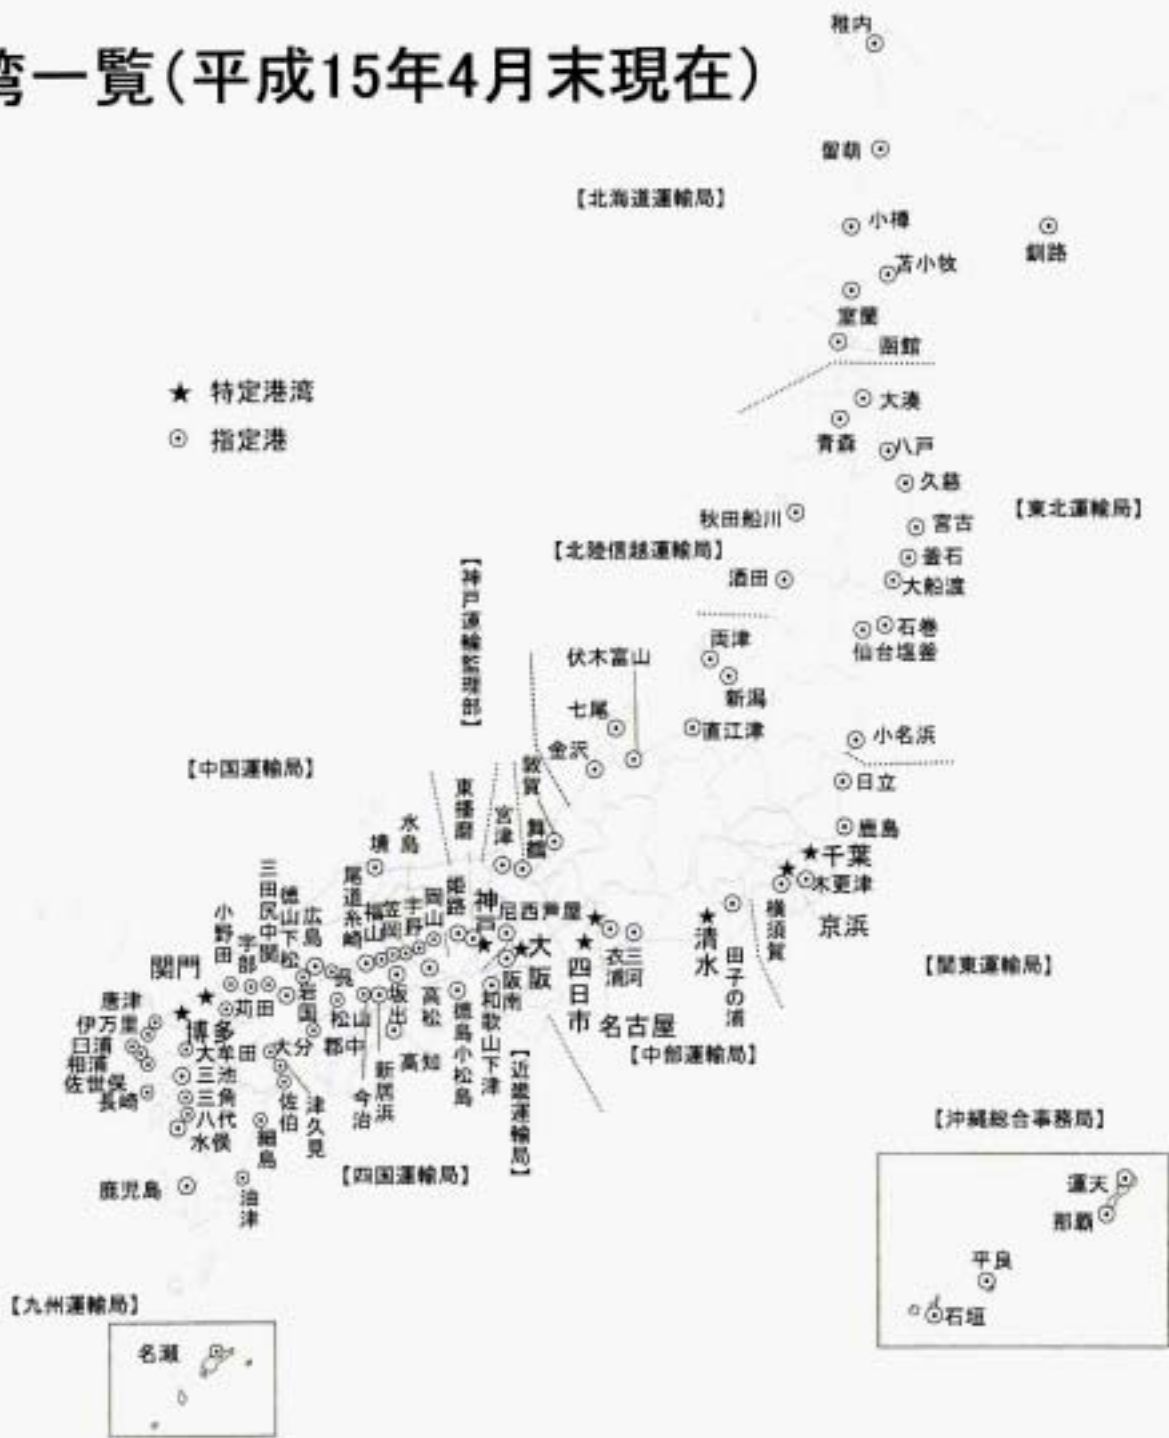 湾一覧(平成15年4月末現在)
稚内
留萌
【北海道運輸局】
小樽
釧路
苫小牧
室蘭
函館
★ 特定港湾
指定港
大湊
青森
八戸
久慈
【東北運輸局】
秋田船川
宮古
【北陸信越運輸局】
釜石
酒田
大船渡
【神戸運輸監理部】
石巻
仙台塩釜
両津
伏木富山
新潟
七尾
直江津
小名浜
金沢
敦賀
【中国運輸局】
日立
東播磨
宮津
舞鶴
鹿島
水島
境
千葉
木更津
京浜
横須賀
三田尻中関
徳山下松
広島
尾道糸崎
福山
笠岡
宇野
岡山
姫路
神戸
尼西芦屋
大阪
小野田
宇部
四日市
衣浦
三河
清水
田子の浦
関門
呉
岩国
阪南
【関東運輸局】
唐津
苅田
松山
坂出
高松
徳島小松島
和歌山下津
名古屋
伊万里
博多
臼浦
大牟田
大分
郡中
高知
【中部運輸局】
相浦
佐世保
三池
新居浜
今治
【近畿運輸局】
長崎
三角
佐伯
津久見
八代
水俣
細島
【沖縄総合事務局】
【四国運輸局】
鹿児島
油津
運天
那覇
平良
【九州運輸局】
石垣
名瀬